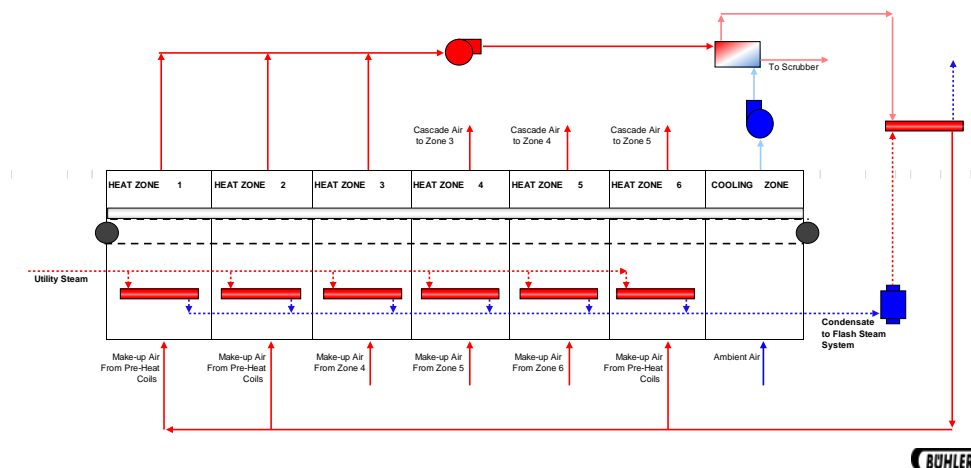 To Scrubber
Cascade Air
to Zone 3
Cascade Air
to Zone 4
Cascade Air
to Zone 5
HEAT ZONE 1
HEAT ZONE 2
HEAT ZONE 3
HEAT ZONE 4
HEAT ZONE 5
HEAT ZONE 6
COOLING ZONE
Utility Steam
Condensate
to Flash Steam
System
Make-up Air
From Pre-Heat
Coils
Make-up Air
From Pre-Heat
Coils
Make-up Air
From Zone 4
Make-up Air
From Zone 5
Make-up Air
From Zone 6
Make-up Air
From Pre-Heat
Coils
Ambient Air
BÜHLER